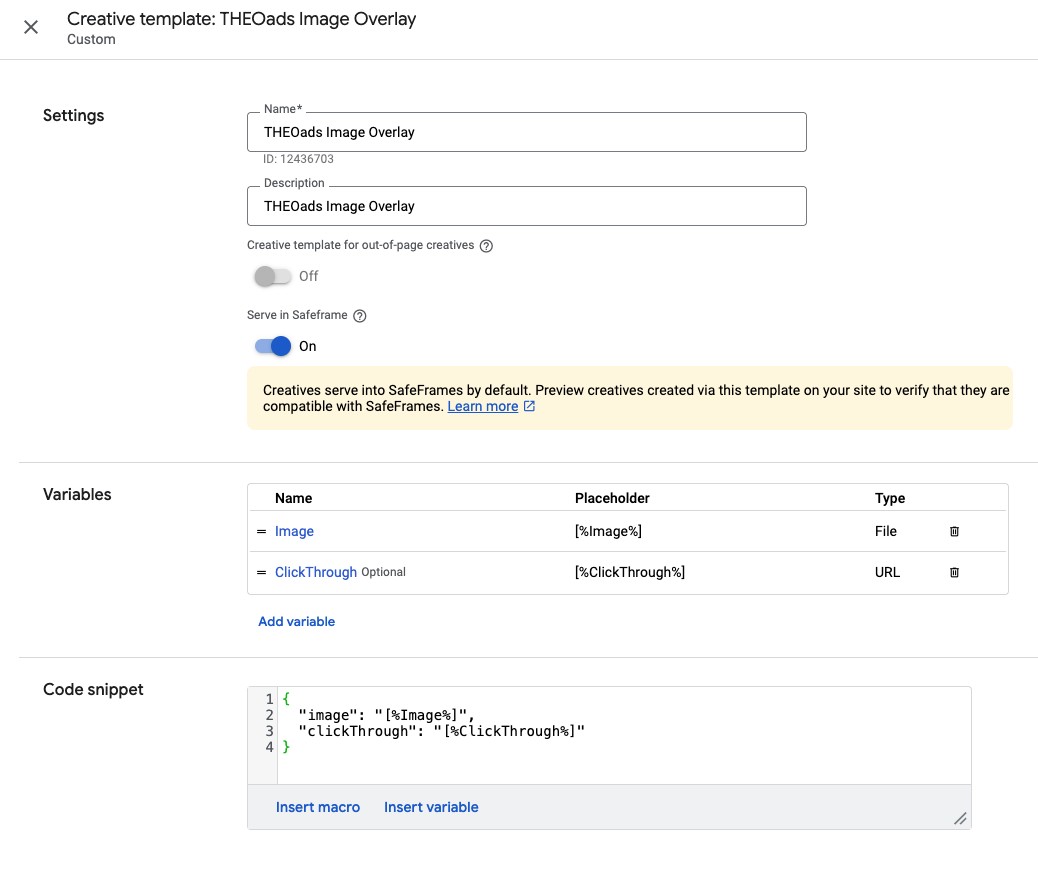 Creative template: THEOads Image Overlay
Custom
Settings
Name*
THEOads Image Overlay
ID: 12436703
Description
THEOads Image Overlay
Creative template for out-of-page creatives
Off
Serve in Safeframe
On
Creatives serve into SafeFrames by default. Preview creatives created via this template on your site to verify that they are
compatible with SafeFrames. Learn more
Variables
Name Placeholder Type
Image [%Image%] File
ClickThrough Optional [%ClickThrough%] URL
Add variable
Code snippet
1 {
2 "image": "[%Image%]",
3 "clickThrough": "[%ClickThrough%]"
4 }
Insert macro Insert variable